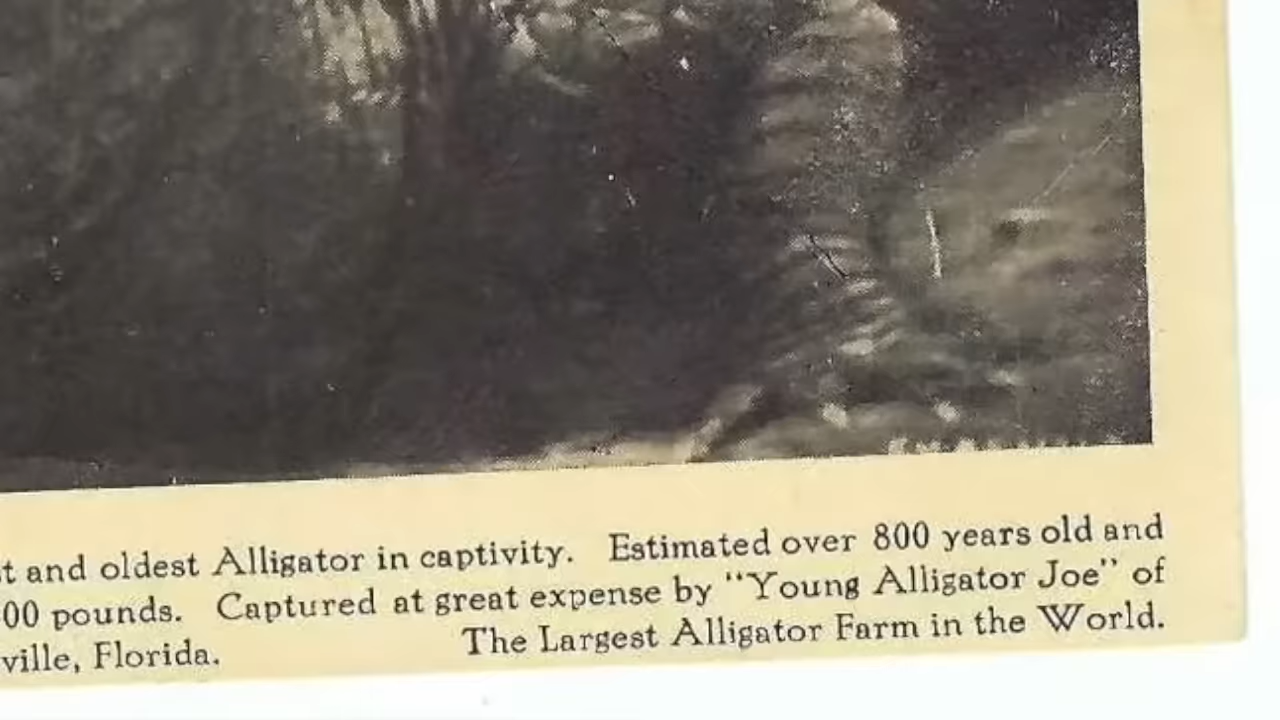 and oldest Alligator in captivity. Estimated over 800 years old and
00 pounds. Captured at great expense by "Young Alligator Joe" of
ville, Florida. The Largest Alligator Farm in the World.